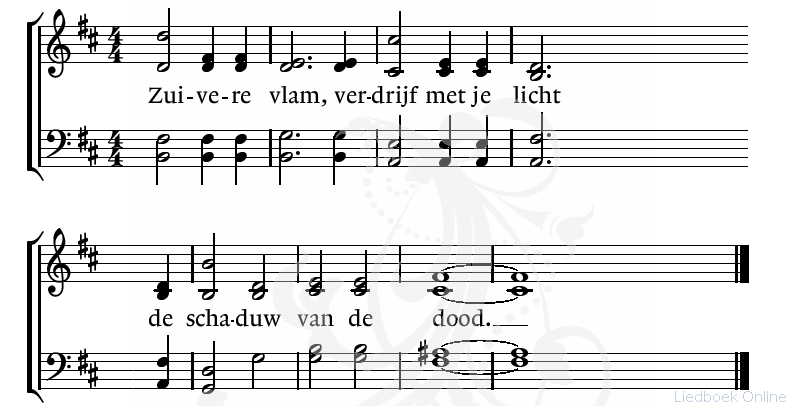 Zui-ve-re vlam, ver-drijf met je licht
de scha-duw van de dood.
Liedboek Online